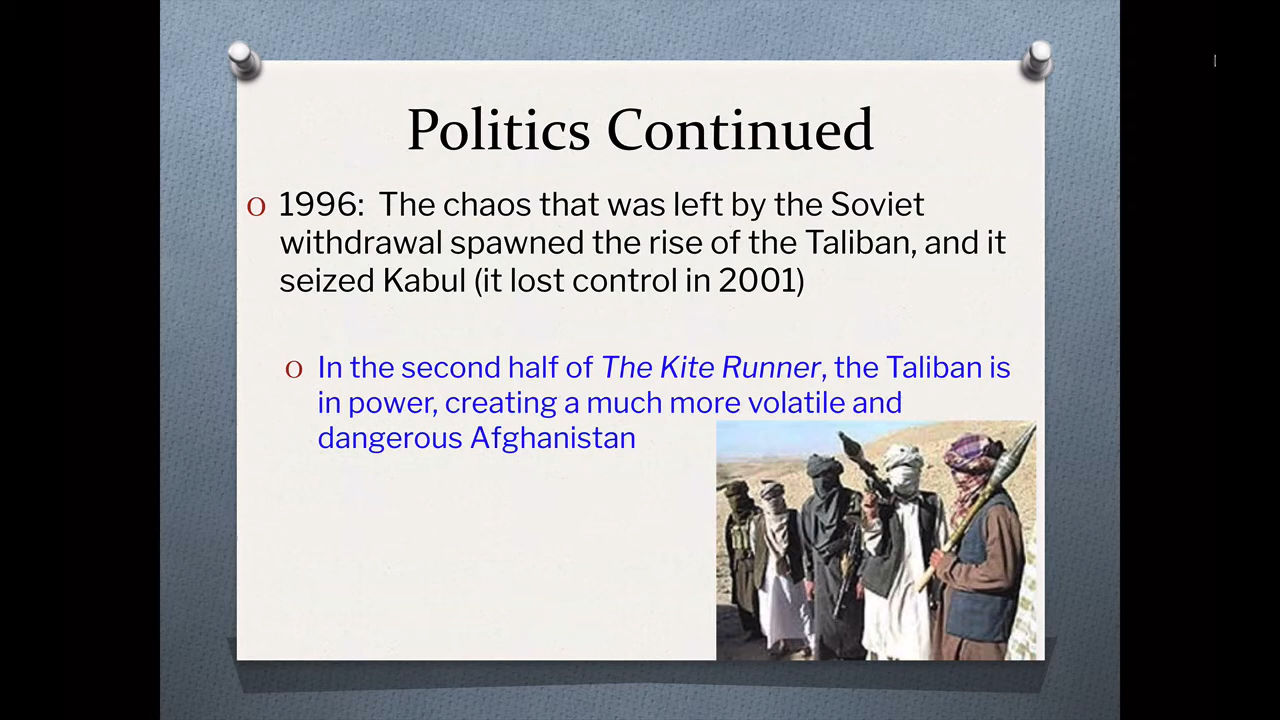 Politics Continued
1996:  The chaos that was left by the Soviet
withdrawal spawned the rise of the Taliban, and it
seized Kabul (it lost control in 2001)
In the second half of The Kite Runner, the Taliban is
in power, creating a much more volatile and
dangerous Afghanistan